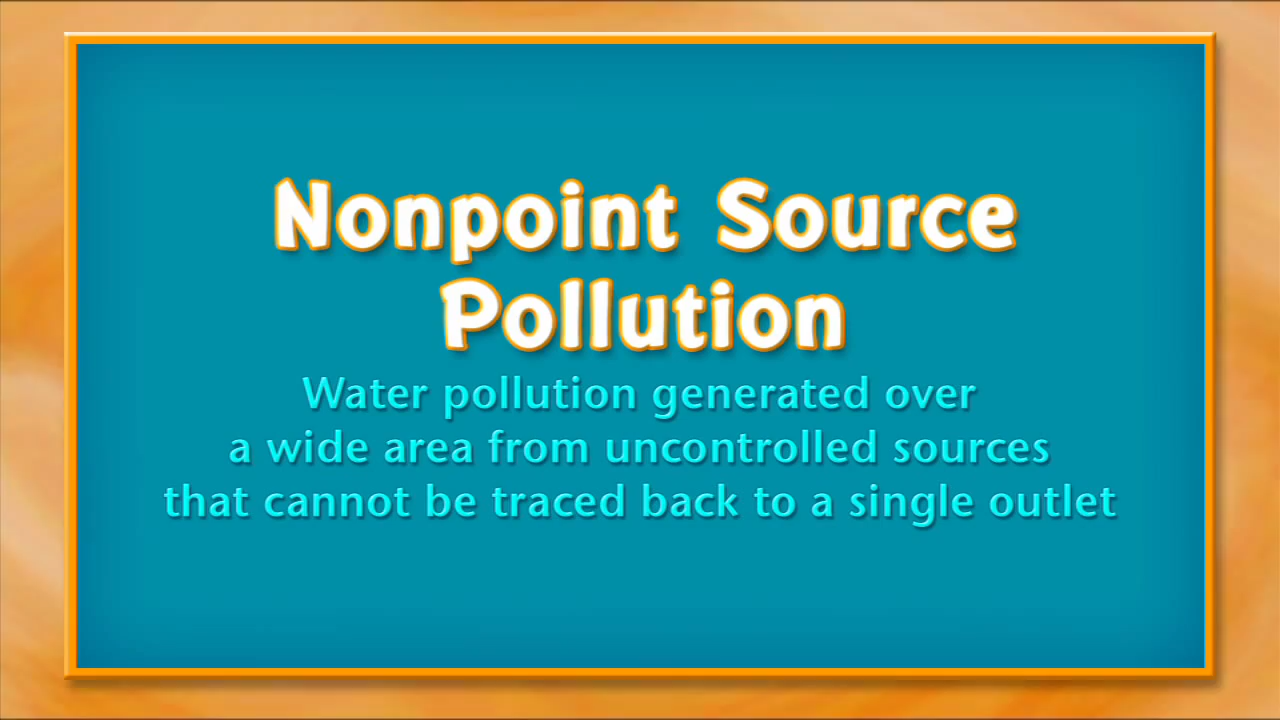 Nonpoint Source
Pollution
Water pollution generated over
a wide area from uncontrolled sources
that cannot be traced back to a single outlet